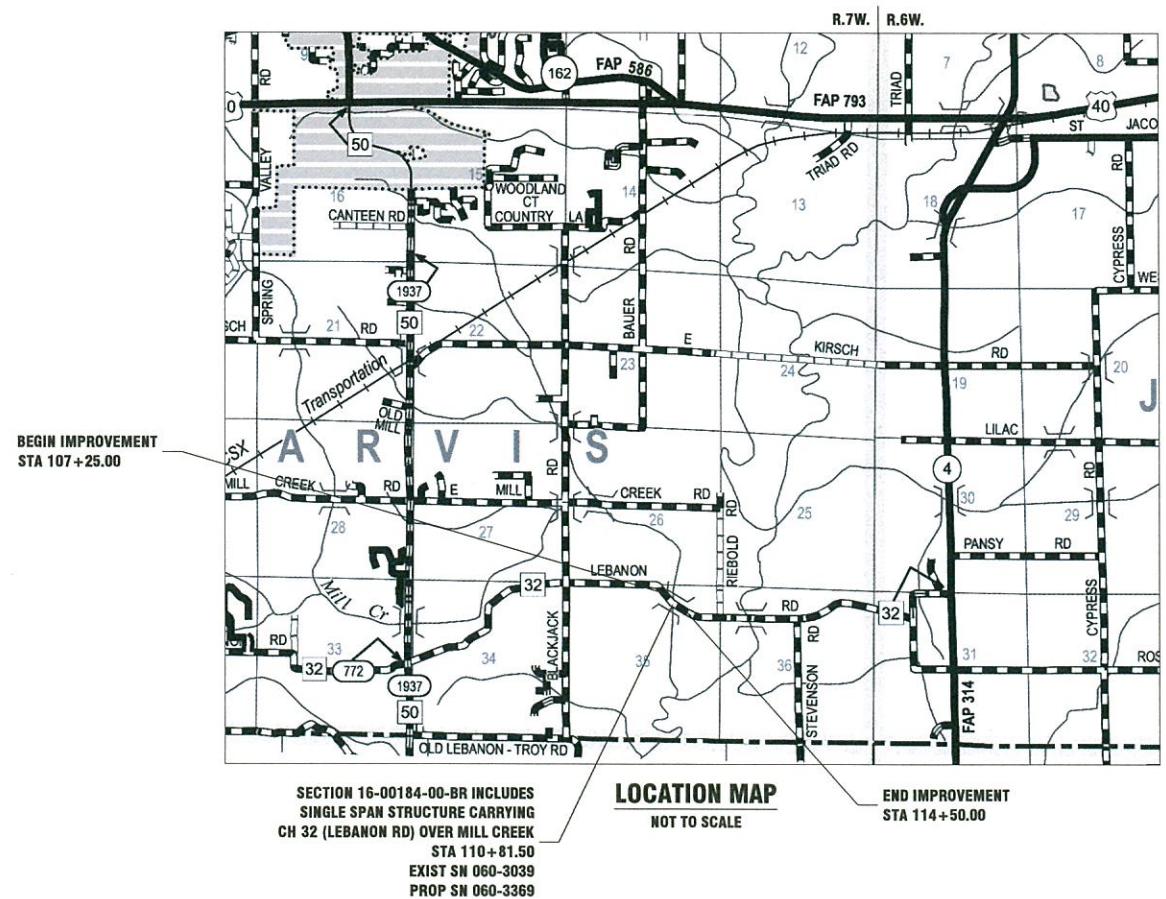 R.7W. R.6W.
9
12
7
8
RD
162
FAP 586
TRIAD
FAP 793
40
0
ST
JACO
50
TRIAD RD
VALLEY
15
WOODLAND
CT
14
RD
16
13
18
17
CANTEEN RD
COUNTRY LA
CYPRESS
RD
WE
SPRING
1937
50
BAUER
SCH
21
RD
22
E
KIRSCH
RD
23
24
20
19
Transportation
OLD
MILL
LILAC
J
CSX
A R V I S
4
RD
RD
BEGIN IMPROVEMENT
STA 107+25.00
MILL CREEK RD
E MILL CREEK RD
RD
30
28
27
26
25
29
PANSY RD
LEBANON
RIEBOLD
32
Mill Cr
RD
32
RD
33
34
35
36
31
32
ROS
32
772
BLACKJACK
STEVENSON
CYPRESS
1937
50
FAP 314
OLD LEBANON - TROY RD
SECTION 16-00184-00-BR INCLUDES
SINGLE SPAN STRUCTURE CARRYING
CH 32 (LEBANON RD) OVER MILL CREEK
STA 110+81.50
EXIST SN 060-3039
PROP SN 060-3369
LOCATION MAP
NOT TO SCALE
END IMPROVEMENT
STA 114+50.00